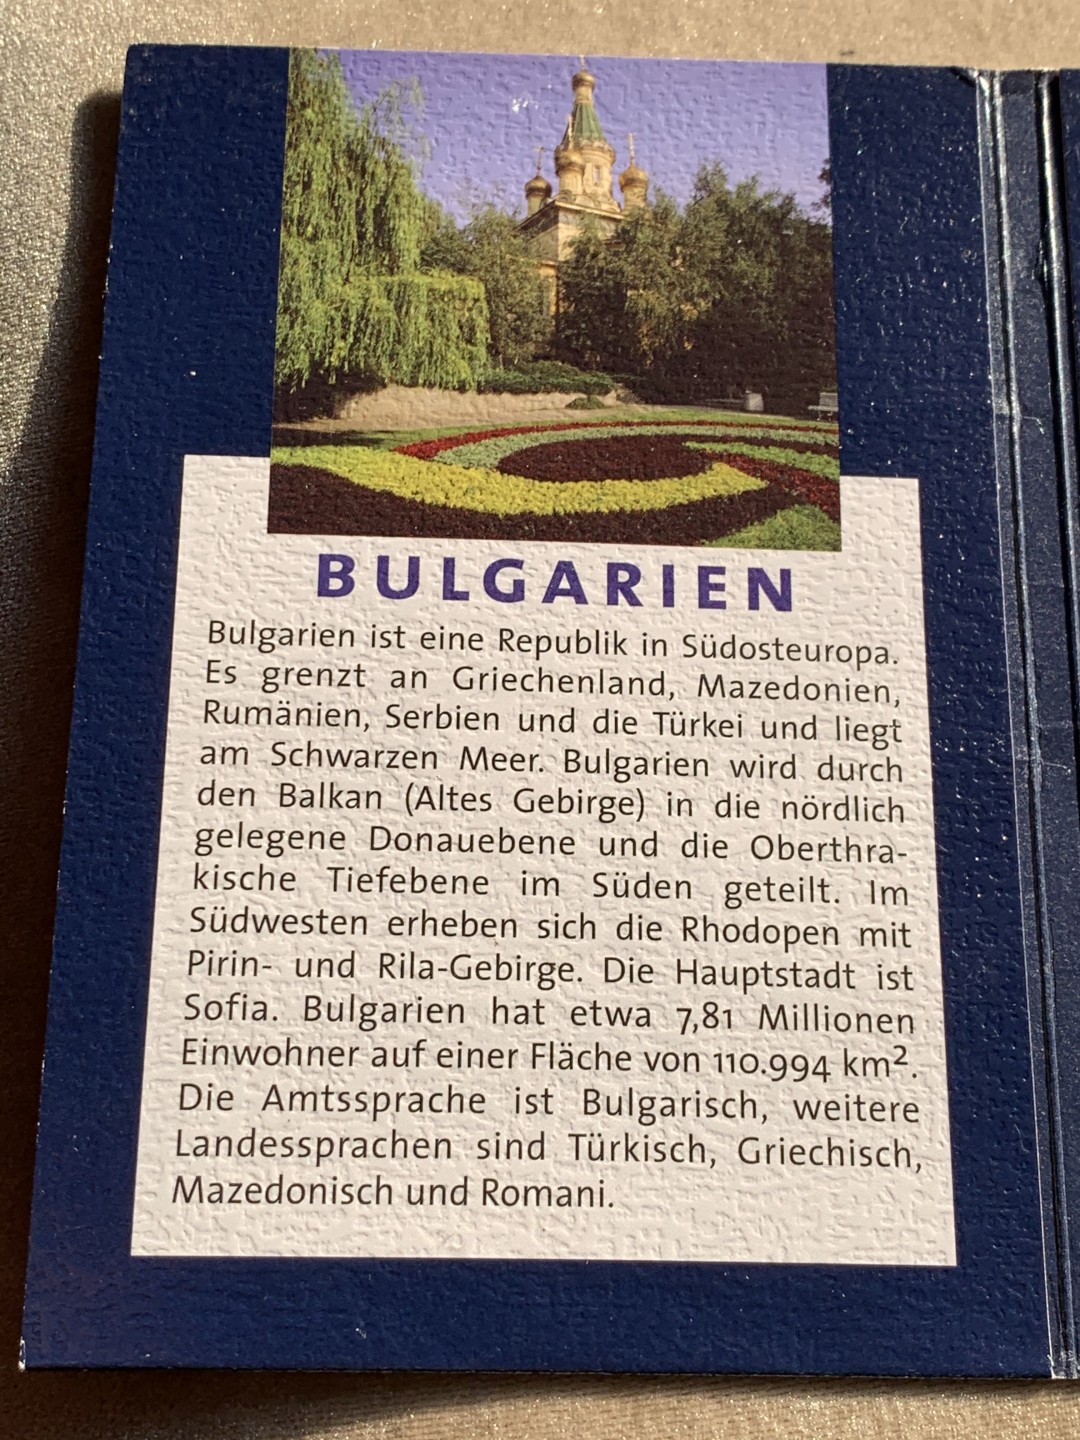 BULGARIEN
Bulgarien ist eine Republik in Südosteuropa.
Es grenzt an Griechenland, Mazedonien,
Rumänien, Serbien und die Türkei und liegt
am Schwarzen Meer. Bulgarien wird durch
den Balkan (Altes Gebirge) in die nördlich
gelegene Donauebene und die Oberthra-
kische Tiefebene im Süden geteilt. Im
Südwesten erheben sich die Rhodopen mit
Pirin- und Rila-Gebirge. Die Hauptstadt ist
Sofia. Bulgarien hat etwa 7,81 Millionen
Einwohner auf einer Fläche von 110.994 km².
Die Amtssprache ist Bulgarisch, weitere
Landessprachen sind Türkisch, Griechisch,
Mazedonisch und Romani.